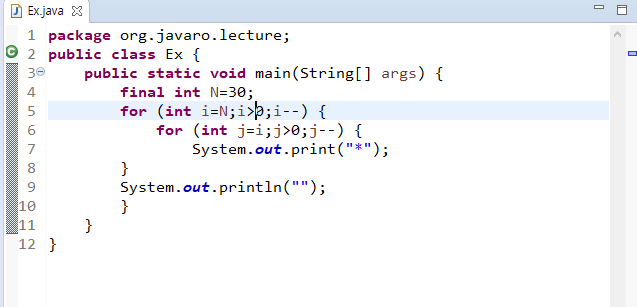 Ex.java
1 package org.javaro.lecture;
2 public class Ex {
3 public static void main(String[] args) {
4 final int N=30;
5 for (int i=N;i>0;i--) {
6 for (int j=i;j>0;j--) {
7 System.out.print("*");
8 }
9 System.out.println("");
10 }
11 }
12 }